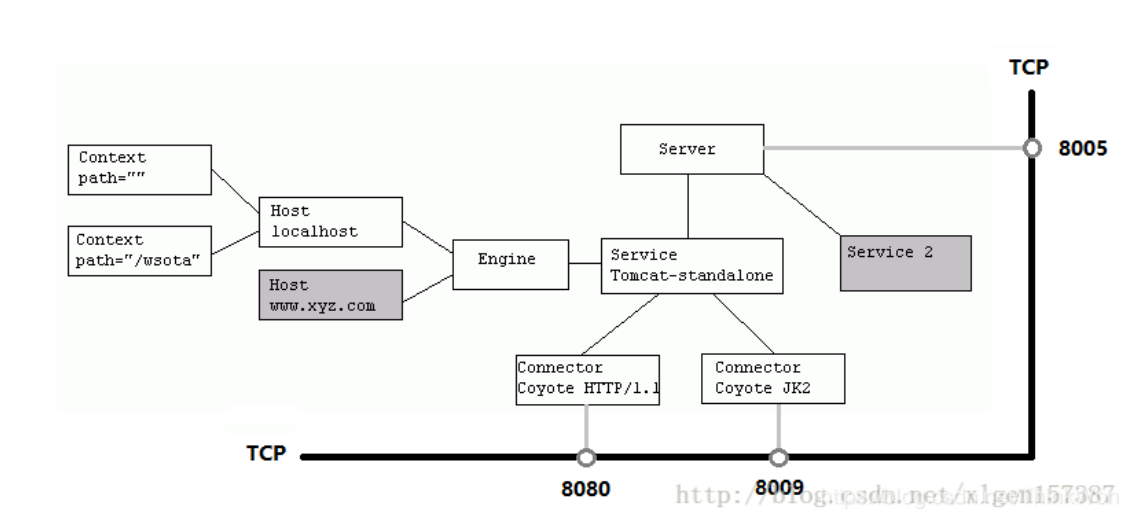 TCP
Server
8005
Context
path=""
Host
localhost
Context
path="/wsota"
Engine
Service
Tomcat-standalone
Service 2
Host
www.xyz.com
Connector
Coyote HTTP/1.1
Connector
Coyote JK2
TCP
8080
8009
http://blog.csdn.net/xlgen157387